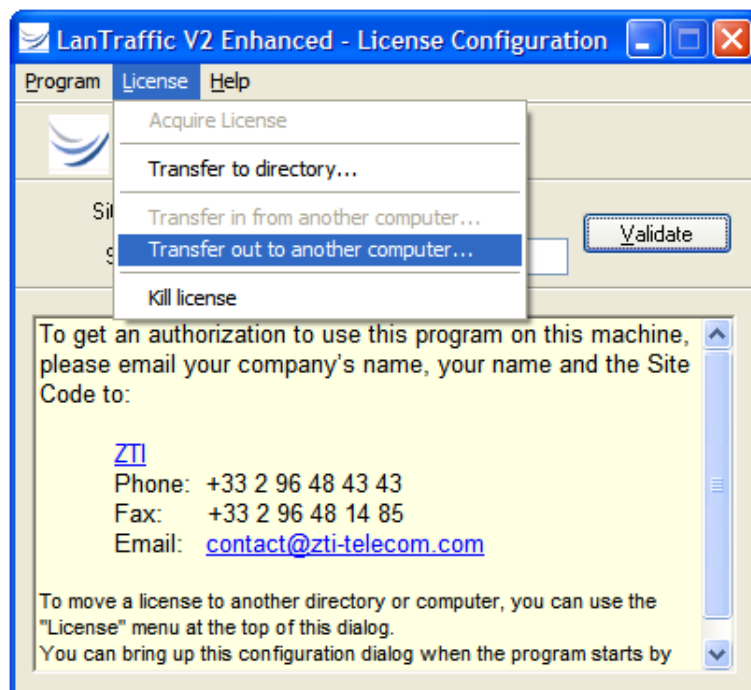 LanTraffic V2 Enhanced - License Configuration
Program License Help
Acquire License
Transfer to directory...
Transfer in from another computer...
Transfer out to another computer...
Kill license
Validate
To get an authorization to use this program on this machine,
please email your company's name, your name and the Site
Code to:
ZTI
Phone: +33 2 96 48 43 43
Fax: +33 2 96 48 14 85
Email: contact@zti-telecom.com
To move a license to another directory or computer, you can use the
"License" menu at the top of this dialog.
You can bring up this configuration dialog when the program starts by